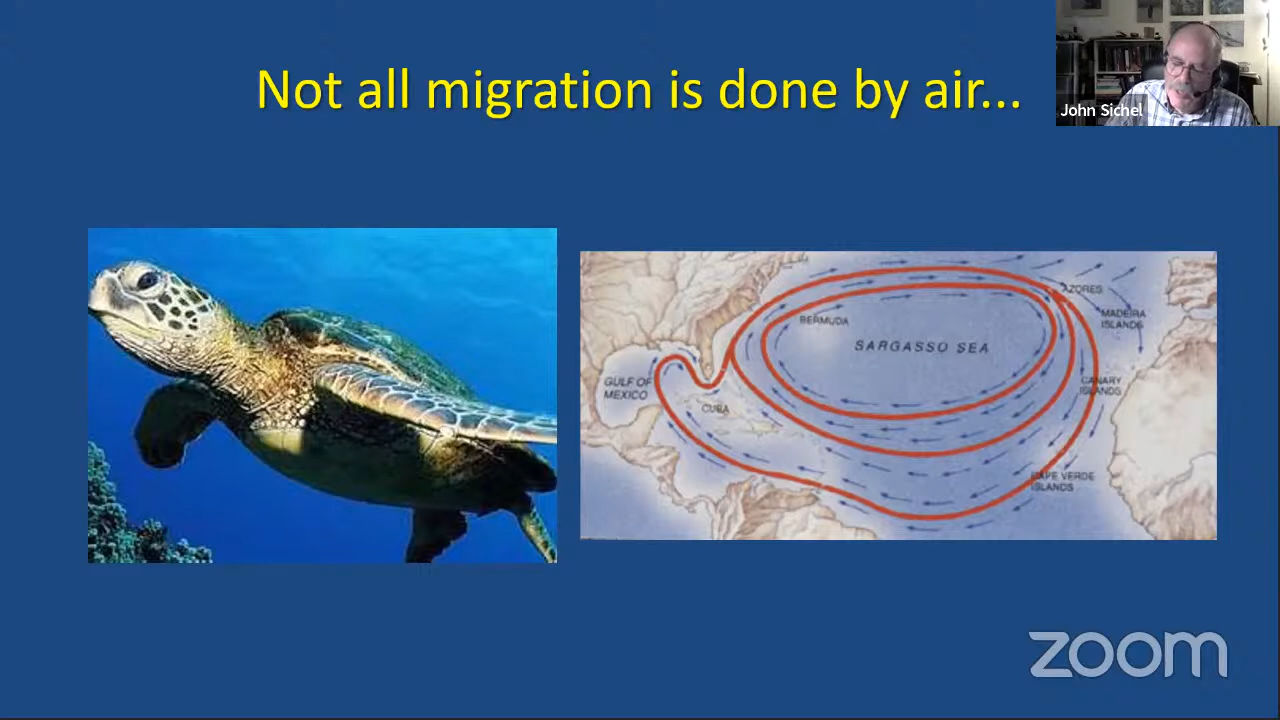 Not all migration is done by air...
John Sichel
AZORES
MADEIRA
ISLANDS
BERMUDA
SARGASSO SEA
GULF OF
MEXICO
CANARY
ISLANDS
CUBA
CAPE VERDE
ISLANDS
zoom